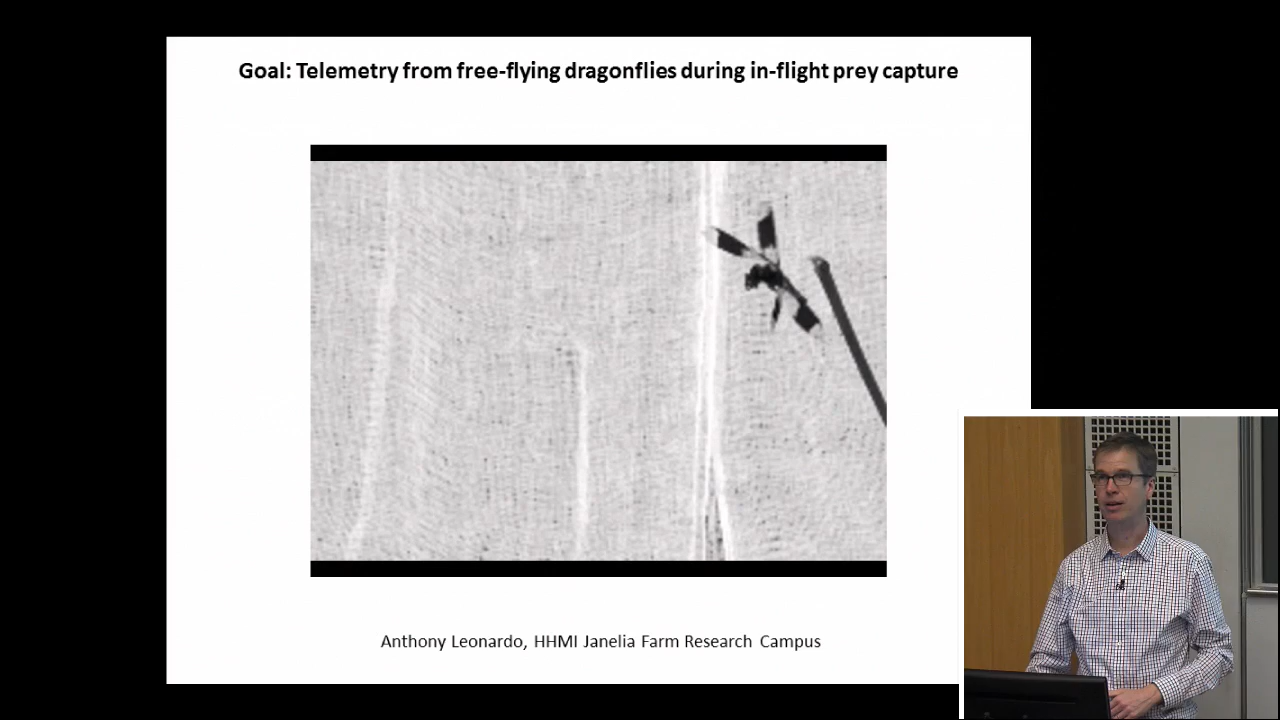 Goal: Telemetry from free-flying dragonflies during in-flight prey capture
Anthony Leonardo, HHMI Janelia Farm Research Campus